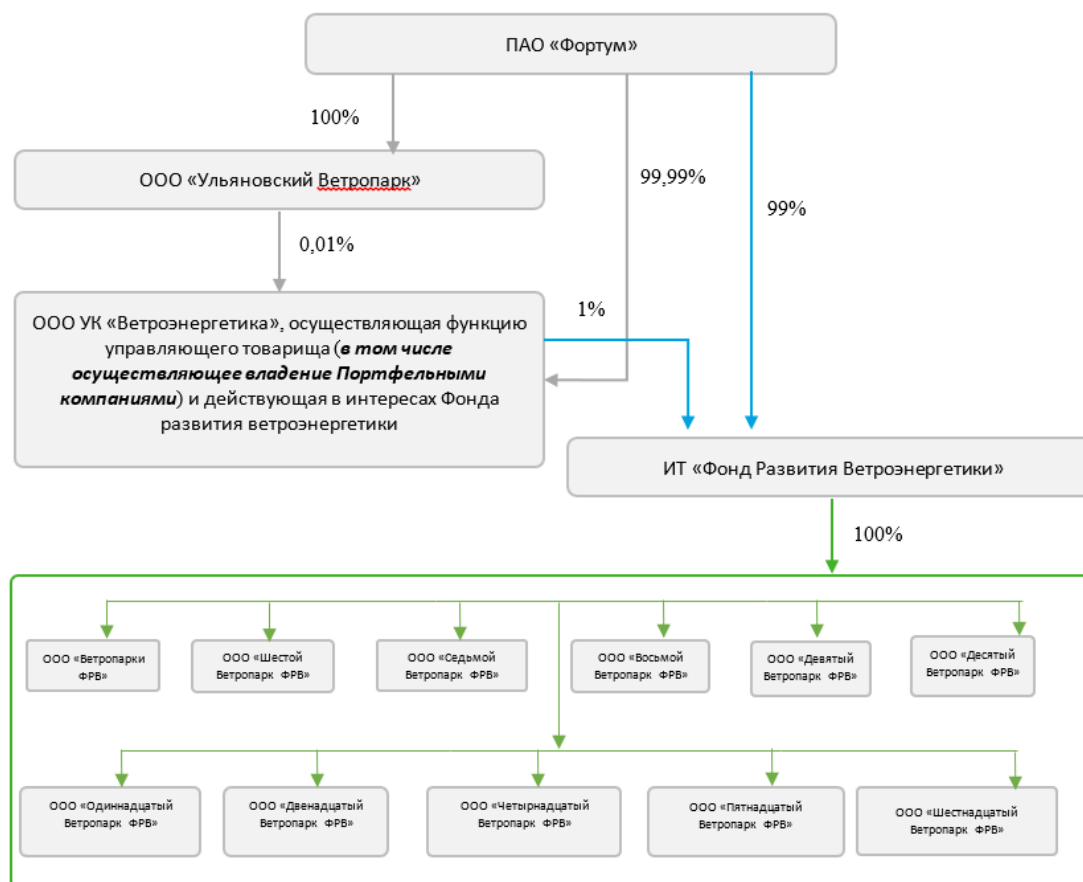 ПАО «Фортум»
100%
ООО «Ульяновский Ветропарк»
99,99%
99%
0,01%
ООО УК «Ветроэнергетика», осуществляющая функцию
управляющего товарища (в том числе
осуществляющее владение Портфельными
компаниями) и действующая в интересах Фонда
развития ветроэнергетики
1%
ИТ «Фонд Развития Ветроэнергетики»
100%
ООО «Ветропарки
ФРВ»
ООО «Шестой
Ветропарк ФРВ»
ООО «Седьмой
Ветропарк ФРВ»
ООО «Восьмой
Ветропарк ФРВ»
ООО «Девятый
Ветропарк ФРВ»
ООО «Десятый
Ветропарк ФРВ»
ООО «Одиннадцатый
Ветропарк ФРВ»
ООО «Двенадцатый
Ветропарк ФРВ»
ООО «Четырнадцатый
Ветропарк ФРВ»
ООО «Пятнадцатый
Ветропарк ФРВ»
ООО «Шестнадцатый
Ветропарк ФРВ»